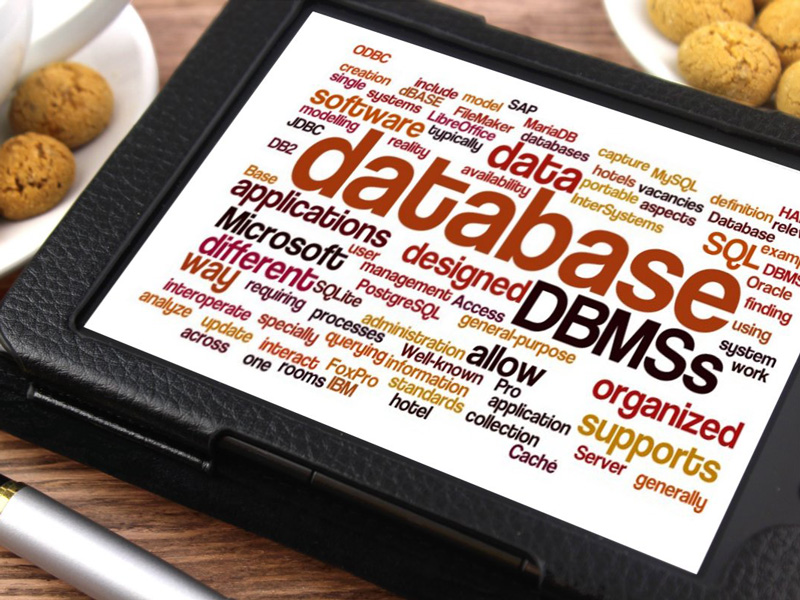 ODBC
creation
include
model
SAP
single
systems
dBASE
FileMaker
MariaDB
software
LibreOffice
databases
capture
MySQL
modelling
typically
JDBC
reality
data
hotels
vacancies
definition
DB2
availability
portable
aspects
Database
Base
database
InterSystems
SQL
applications
DBMS
Microsoft
user
designed
Oracle
different
management
finding
way
SQLite
PostgreSQL
Access
DBMSs
using
interoperate
requiring
general-purpose
system
analyze
update
specially
processes
administration
allow
work
across
interact
querying
Well-known
information
organized
one
rooms
FoxPro
IBM
standards
Pro
application
supports
hotel
collection
Server
Caché
generally